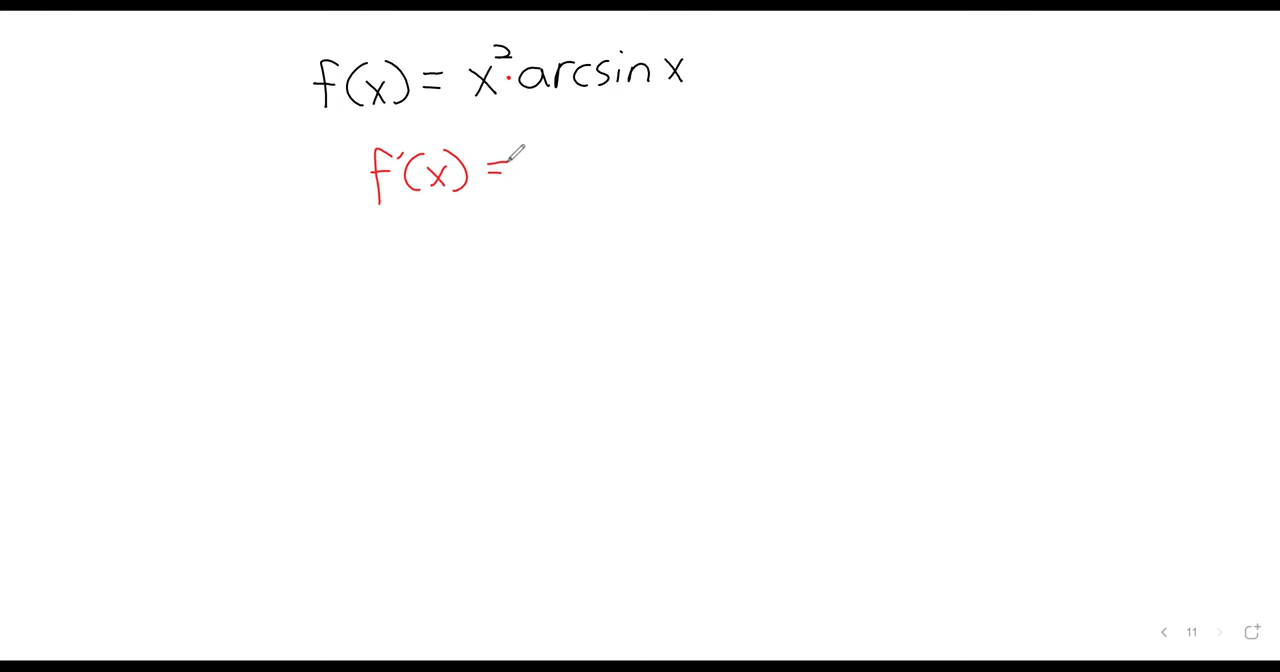 f(x) = x²·arcsin x
f'(x) =
11